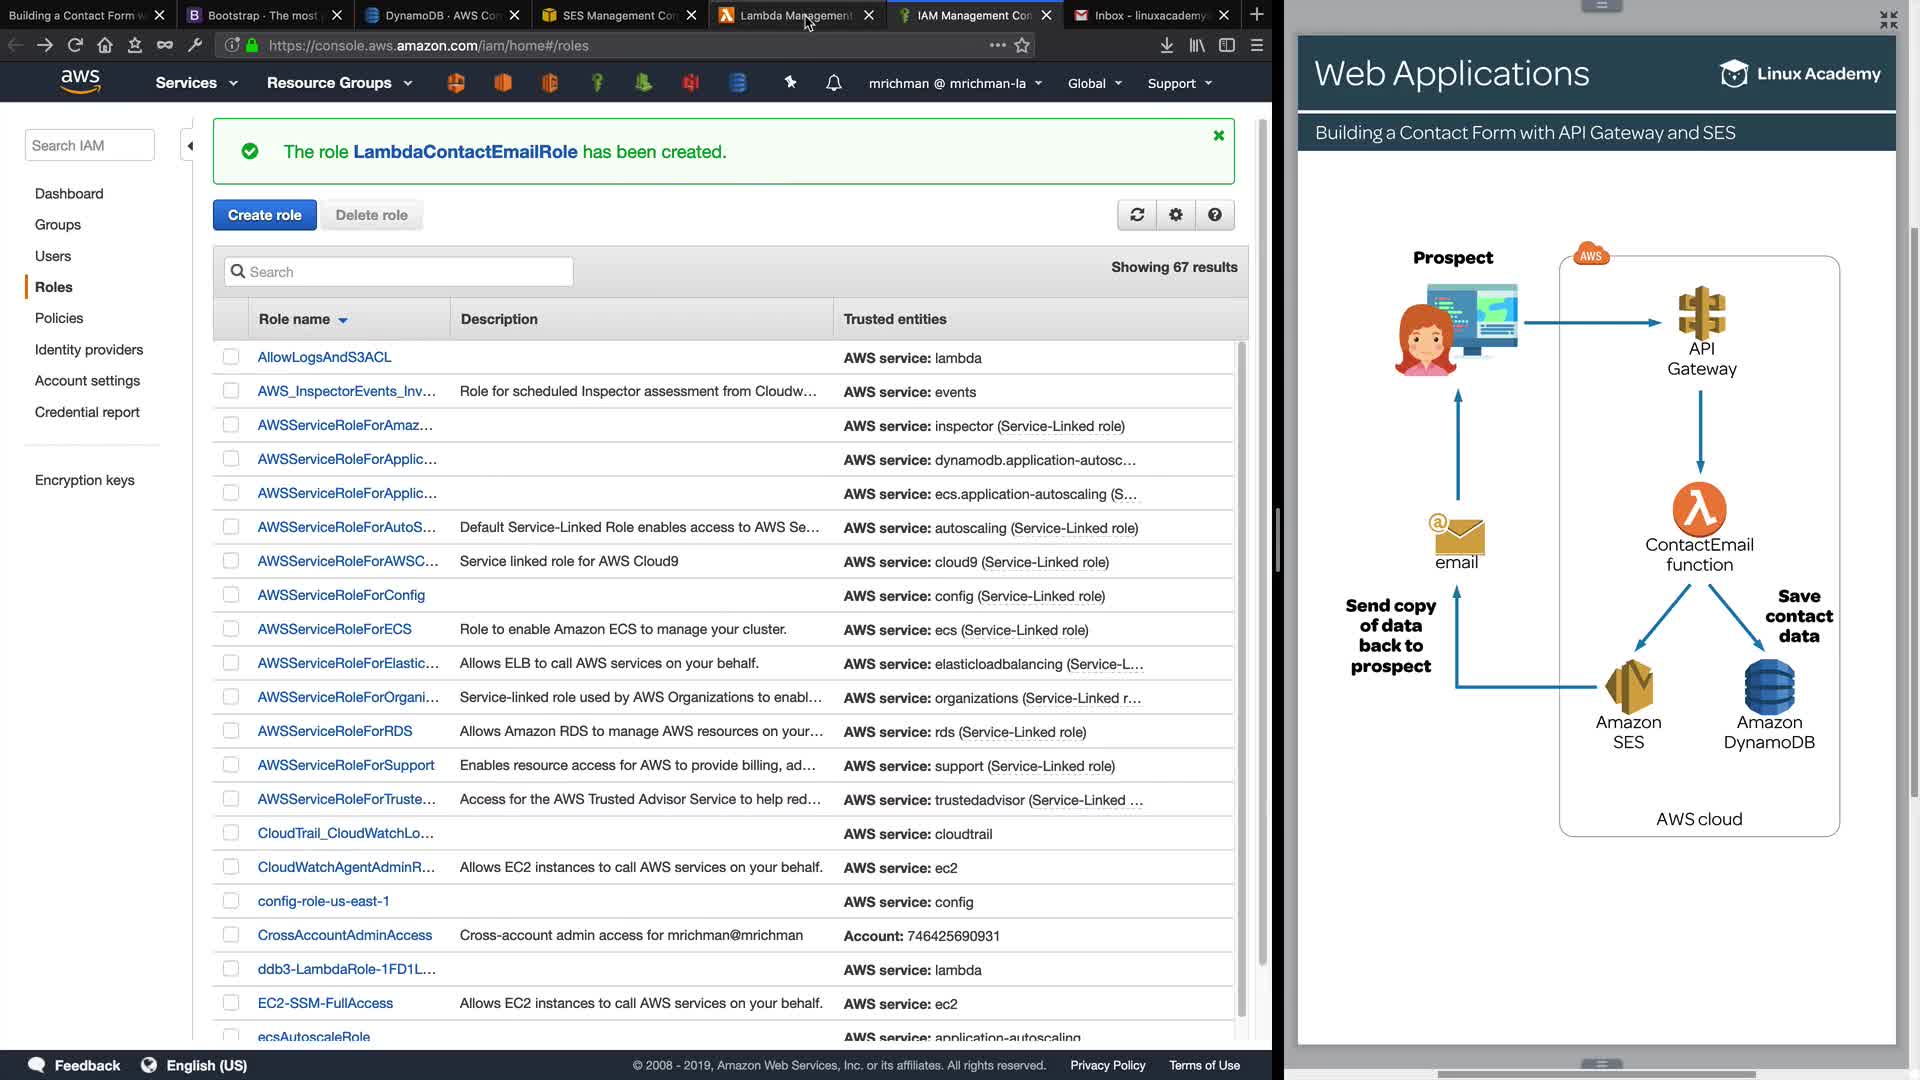 Building a Contact Form w
Bootstrap · The most
DynamoDB · AWS Con
SES Management Con
Lambda Management
IAM Management Con
Inbox - linuxacademy
https://console.aws.amazon.com/iam/home#/roles
aws
Services
Resource Groups
mrichman @ mrichman-la
Global
Support
Search IAM
Dashboard
Groups
Users
Roles
Policies
Identity providers
Account settings
Credential report
Encryption keys
The role LambdaContactEmailRole has been created.
Create role
Delete role
Search
Showing 67 results
Role name
Description
Trusted entities
AllowLogsAndS3ACL
AWS service: lambda
AWS_InspectorEvents_Inv…
Role for scheduled Inspector assessment from Cloudw…
AWS service: events
AWSServiceRoleForAmaz…
AWS service: inspector (Service-Linked role)
AWSServiceRoleForApplic…
AWS service: dynamodb.application-autosc…
AWSServiceRoleForApplic…
AWS service: ecs.application-autoscaling (S…
AWSServiceRoleForAutoS…
Default Service-Linked Role enables access to AWS Se…
AWS service: autoscaling (Service-Linked role)
AWSServiceRoleForAWSC…
Service linked role for AWS Cloud9
AWS service: cloud9 (Service-Linked role)
AWSServiceRoleForConfig
AWS service: config (Service-Linked role)
AWSServiceRoleForECS
Role to enable Amazon ECS to manage your cluster.
AWS service: ecs (Service-Linked role)
AWSServiceRoleForElastic…
Allows ELB to call AWS services on your behalf.
AWS service: elasticloadbalancing (Service-L…
AWSServiceRoleForOrgani…
Service-linked role used by AWS Organizations to enabl…
AWS service: organizations (Service-Linked r…
AWSServiceRoleForRDS
Allows Amazon RDS to manage AWS resources on your…
AWS service: rds (Service-Linked role)
AWSServiceRoleForSupport
Enables resource access for AWS to provide billing, ad…
AWS service: support (Service-Linked role)
AWSServiceRoleForTruste…
Access for the AWS Trusted Advisor Service to help red…
AWS service: trustedadvisor (Service-Linked …
CloudTrail_CloudWatchLo…
AWS service: cloudtrail
CloudWatchAgentAdminR…
Allows EC2 instances to call AWS services on your behalf.
AWS service: ec2
config-role-us-east-1
AWS service: config
CrossAccountAdminAccess
Cross-account admin access for mrichman@mrichman
Account: 746425690931
ddb3-LambdaRole-1FD1L…
AWS service: lambda
EC2-SSM-FullAccess
Allows EC2 instances to call AWS services on your behalf.
AWS service: ec2
ecsAutoscaleRole
AWS service: application-autoscaling
Feedback
English (US)
© 2008 - 2019, Amazon Web Services, Inc. or its affiliates. All rights reserved.
Privacy Policy
Terms of Use
Web Applications
Linux Academy
Building a Contact Form with API Gateway and SES
Prospect
AWS
API
Gateway
ContactEmail
function
email
Send copy
of data
back to
prospect
Save
contact
data
Amazon
SES
Amazon
DynamoDB
AWS cloud